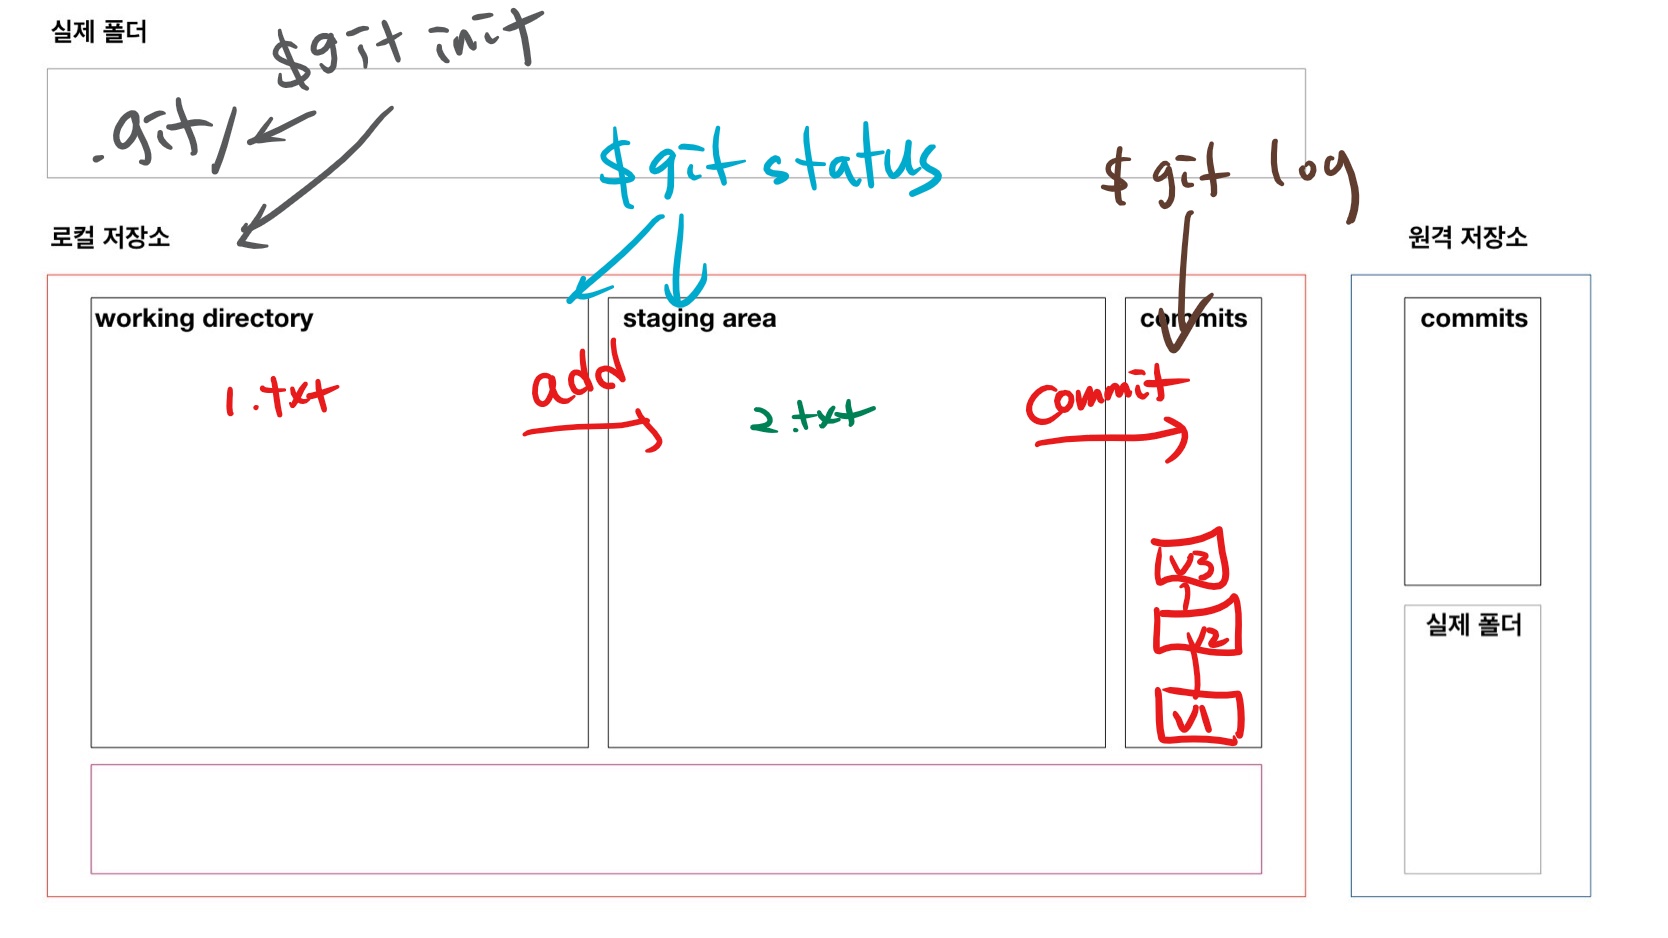 실제 폴더
$ git init
.git/
$ git status
$ git log
로컬 저장소
원격 저장소
working directory
staging area
commits
commits
1.txt
add
2.txt
commit
v3
v2
v1
실제 폴더